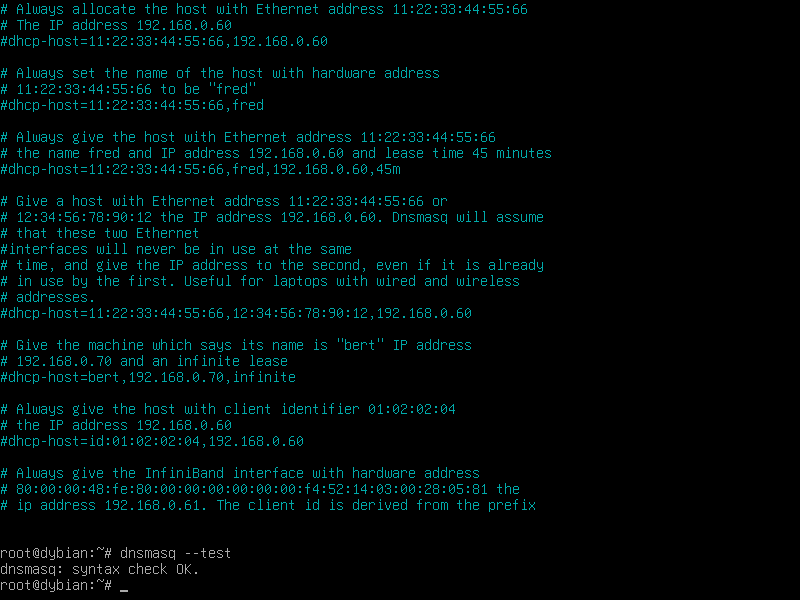 # Always allocate the host with Ethernet address 11:22:33:44:55:66
# The IP address 192.168.0.60
#dhcp-host=11:22:33:44:55:66,192.168.0.60
# Always set the name of the host with hardware address
# 11:22:33:44:55:66 to be "fred"
#dhcp-host=11:22:33:44:55:66,fred
# Always give the host with Ethernet address 11:22:33:44:55:66
# the name fred and IP address 192.168.0.60 and lease time 45 minutes
#dhcp-host=11:22:33:44:55:66,fred,192.168.0.60,45m
# Give a host with Ethernet address 11:22:33:44:55:66 or
# 12:34:56:78:90:12 the IP address 192.168.0.60. Dnsmasq will assume
# that these two Ethernet
#interfaces will never be in use at the same
# time, and give the IP address to the second, even if it is already
# in use by the first. Useful for laptops with wired and wireless
# addresses.
#dhcp-host=11:22:33:44:55:66,12:34:56:78:90:12,192.168.0.60
# Give the machine which says its name is "bert" IP address
# 192.168.0.70 and an infinite lease
#dhcp-host=bert,192.168.0.70,infinite
# Always give the host with client identifier 01:02:02:04
# the IP address 192.168.0.60
#dhcp-host=id:01:02:02:04,192.168.0.60
# Always give the InfiniBand interface with hardware address
# 80:00:00:48:fe:80:00:00:00:00:00:00:f4:52:14:03:00:28:05:81 the
# ip address 192.168.0.61. The client id is derived from the prefix
root@dybian:~# dnsmasq --test
dnsmasq: syntax check OK.
root@dybian:~# _